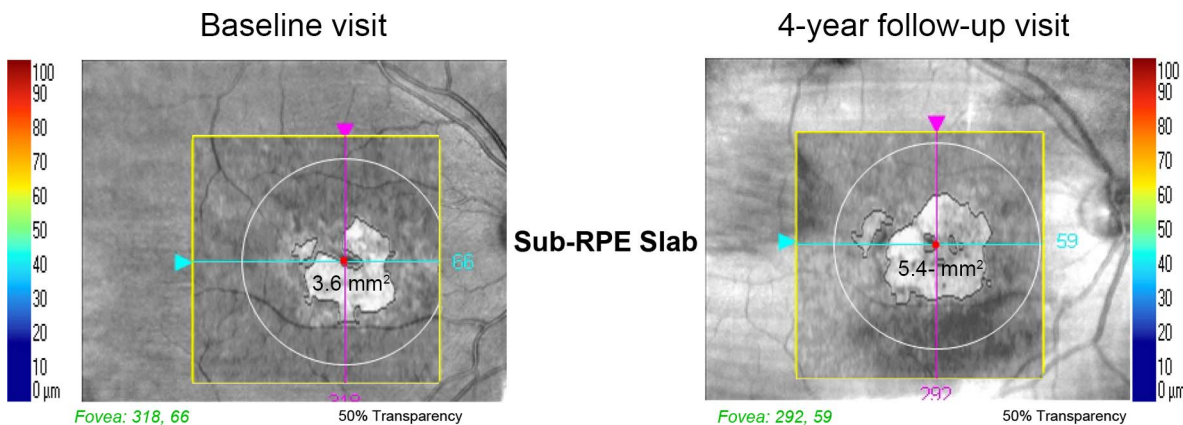 Baseline visit
4-year follow-up visit
100
90
80
70
60
50
40
30
20
10
0 µm
66
3.6 mm²
318
Fovea: 318, 66
50% Transparency
Sub-RPE Slab
59
5.4- mm²
292
Fovea: 292, 59
50% Transparency
100
90
80
70
60
50
40
30
20
10
0 µm